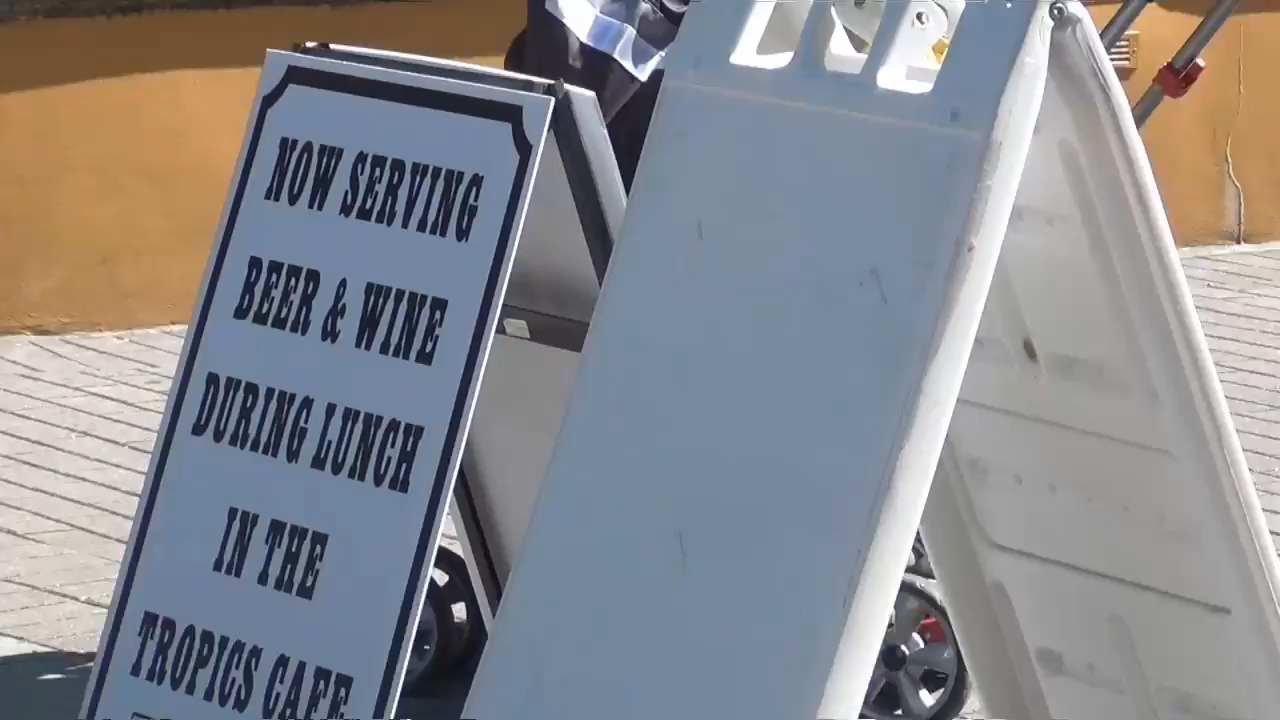 NOW SERVING
BEER & WINE
DURING LUNCH
IN THE
TROPICS CAFE